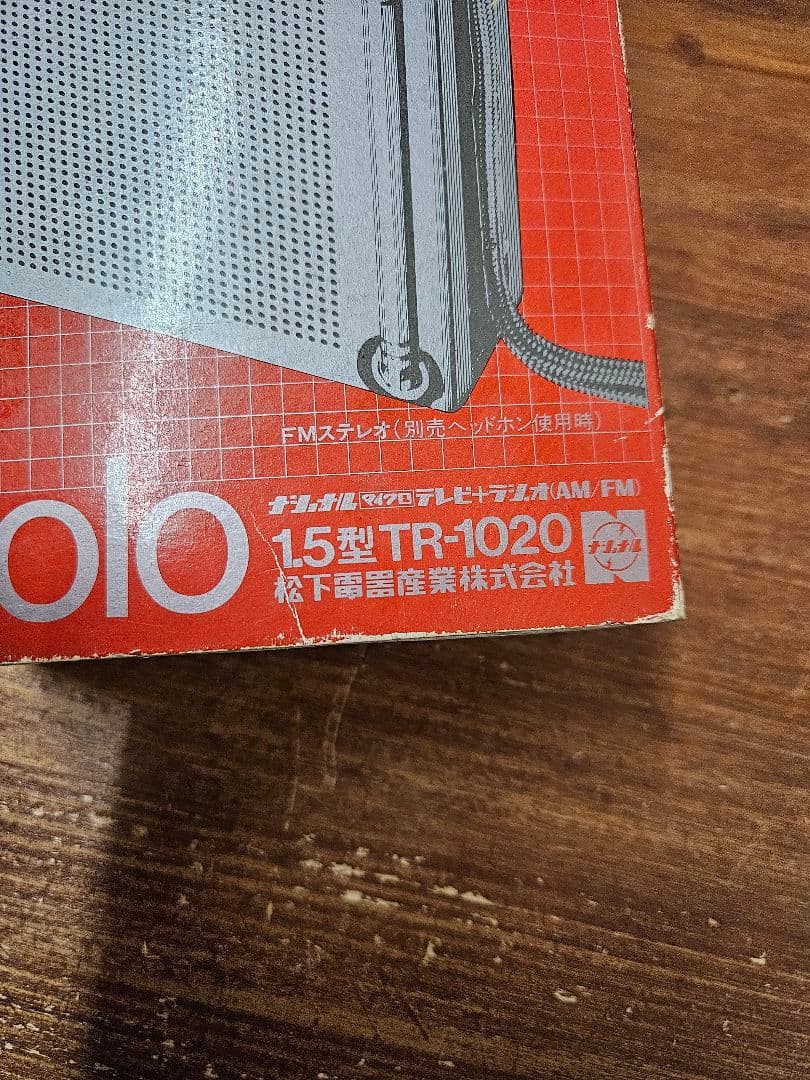 FMステレオ(別売ヘッドホン使用時)
olo
ナショナル マイクロ テレビ+ラジオ(AM/FM)
1.5型 TR-1020
松下電器産業株式会社
ナショナル
N